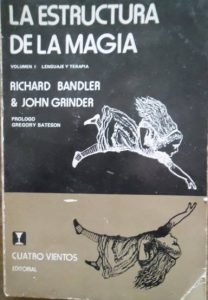 LA ESTRUCTURA
DE LA MAGIA
VOLUMEN I LENGUAJE Y TERAPIA
RICHARD BANDLER
& JOHN GRINDER
PROLOGO
GREGORY BATESON
CUATRO VIENTOS
EDITORIAL